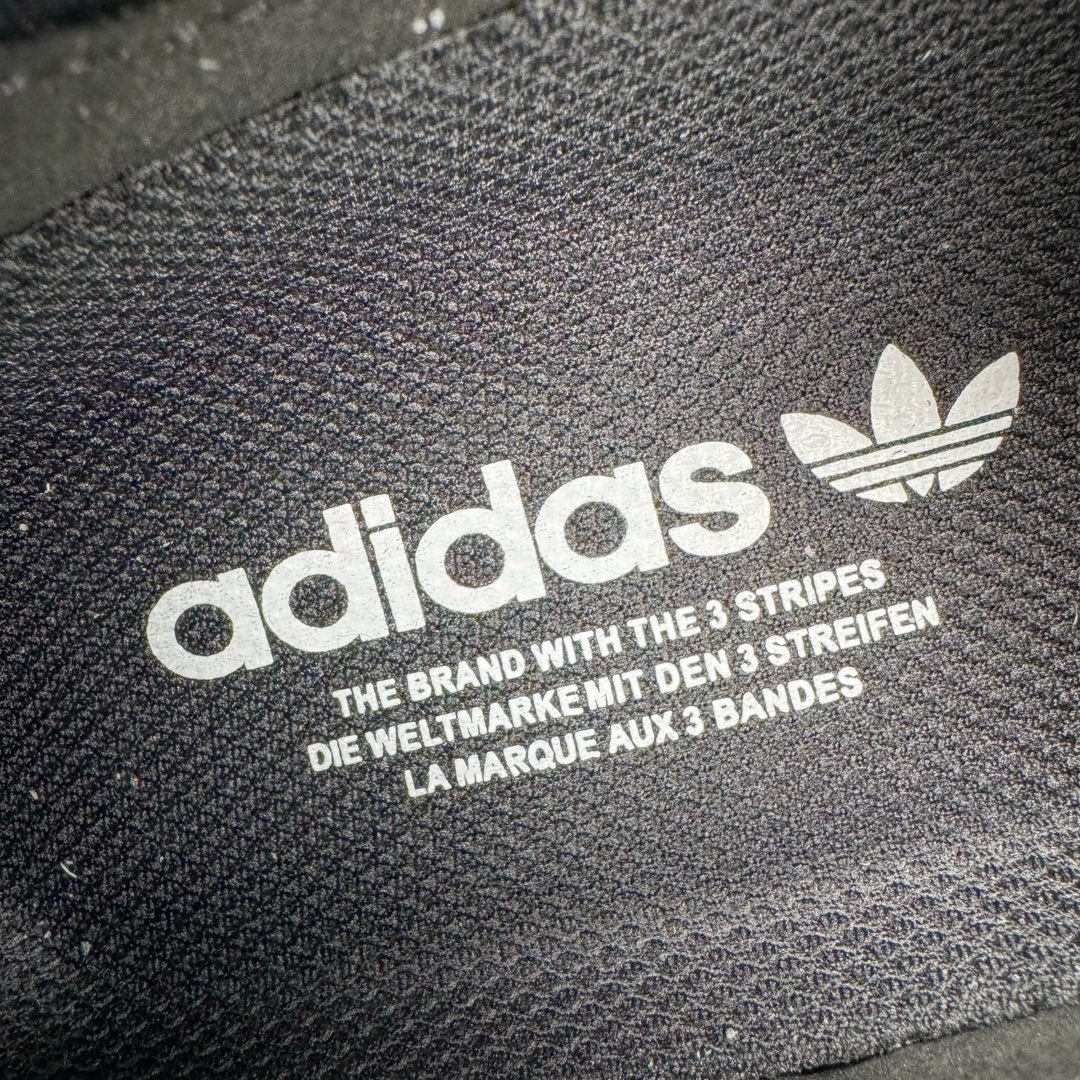 adidas
THE BRAND WITH THE 3 STRIPES
DIE WELTMARKE MIT DEN 3 STREIFEN
LA MARQUE AUX 3 BANDES